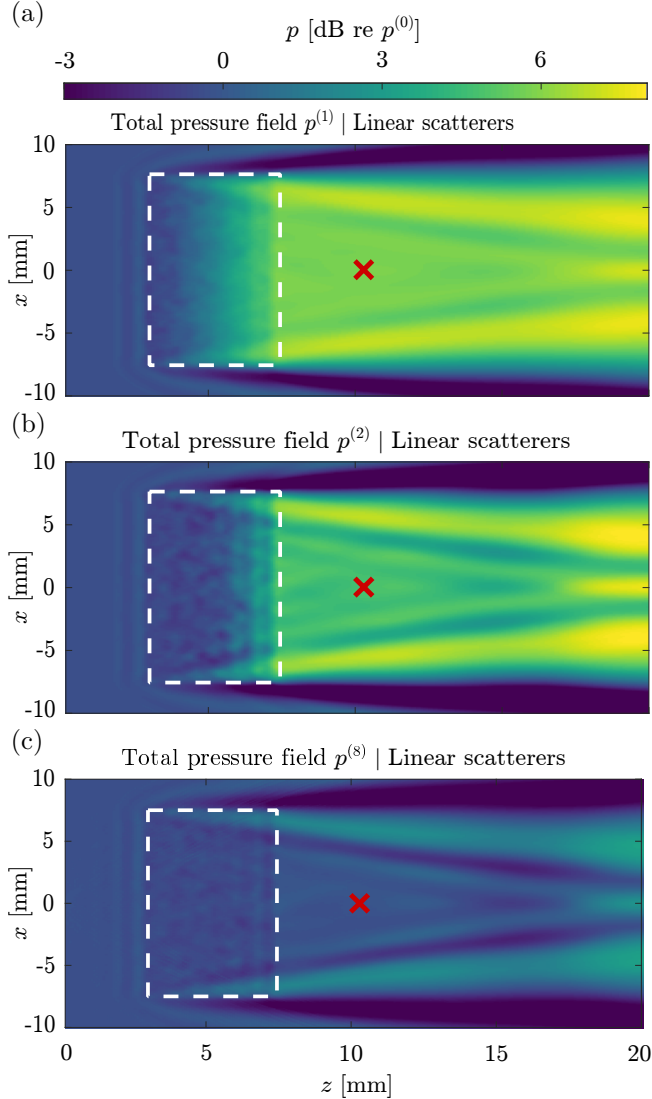 (a)
p [dB re p^(0)]
-3 0 3 6
Total pressure field p^(1) | Linear scatterers
10
5
0
-5
-10
x [mm]
(b)
Total pressure field p^(2) | Linear scatterers
10
5
0
-5
-10
x [mm]
(c)
Total pressure field p^(8) | Linear scatterers
10
5
0
-5
-10
x [mm]
0 5 10 15 20
z [mm]